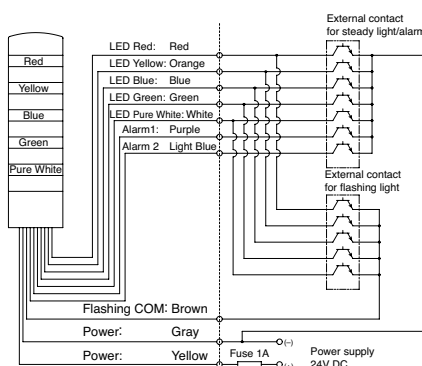 External contact
for steady light/alarm
LED Red: Red
LED Yellow: Orange
LED Blue: Blue
LED Green: Green
LED Pure White: White
Alarm1: Purple
Alarm 2 Light Blue
Red
Yellow
Blue
Green
Pure White
External contact
for flashing light
Flashing COM: Brown
Power: Gray
(−)
Power: Yellow
Fuse 1A
(+)
Power supply
24V DC